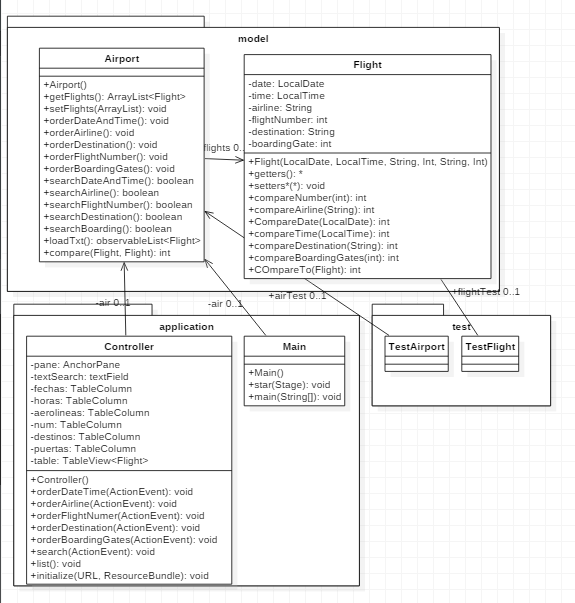 model
Airport
+Airport()
+getFlights(): ArrayList<Flight>
+setFlights(ArrayList): void
+orderDateAndTime(): void
+orderAirline(): void
+orderDestination(): void
+orderFlightNumber(): void
+orderBoardingGates(): void
+searchDateAndTime(): boolean
+searchAirline(): boolean
+searchFlightNumber(): boolean
+searchDestination(): boolean
+searchBoarding(): boolean
+loadTxt(): observableList<Flight>
+compare(Flight, Flight): int
flights 0..
Flight
-date: LocalDate
-time: LocalTime
-airline: String
-flightNumber: int
-destination: String
-boardingGate: int
+Flight(LocalDate, LocalTime, String, Int, String, Int)
+getters(): *
+setters*(*): void
+compareNumber(int): int
+compareAirline(String): int
+CompareDate(LocalDate): int
+compareTime(LocalTime): int
+compareDestination(String): int
+compareBoardingGates(int): int
+COmpareTo(Flight): int
-air 0..1
-air 0..1
+airTest 0..1
+flightTest 0..1
application
Controller
-pane: AnchorPane
-textSearch: textField
-fechas: TableColumn
-horas: TableColumn
-aerolineas: TableColumn
-num: TableColumn
-destinos: TableColumn
-puertas: TableColumn
-table: TableView<Flight>
+Controller()
+orderDateTime(ActionEvent): void
+orderAirline(ActionEvent): void
+orderFlightNumer(ActionEvent): void
+orderDestination(ActionEvent): void
+orderBoardingGates(ActionEvent): void
+search(ActionEvent): void
+list(): void
+initialize(URL, ResourceBundle): void
Main
+Main()
+star(Stage): void
+main(String[]): void
test
TestAirport
TestFlight